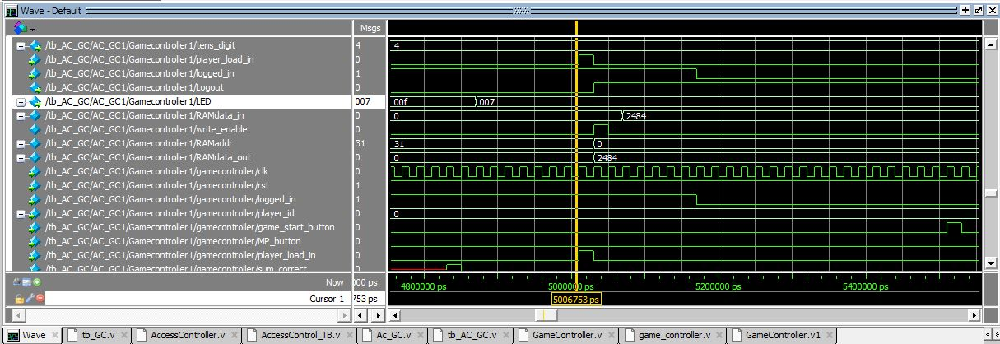 Wave - Default
Msgs
/tb_AC_GC/AC_GC1/Gamecontroller1/tens_digit 4 4
/tb_AC_GC/AC_GC1/Gamecontroller1/player_load_in 0
/tb_AC_GC/AC_GC1/Gamecontroller1/logged_in 1
/tb_AC_GC/AC_GC1/Gamecontroller1/Logout 0
/tb_AC_GC/AC_GC1/Gamecontroller1/LED 007 00f 007
/tb_AC_GC/AC_GC1/Gamecontroller1/RAMdata_in 0 0 2484
/tb_AC_GC/AC_GC1/Gamecontroller1/write_enable 0
/tb_AC_GC/AC_GC1/Gamecontroller1/RAMaddr 31 31 0
/tb_AC_GC/AC_GC1/Gamecontroller1/RAMdata_out 0 0 2484
/tb_AC_GC/AC_GC1/Gamecontroller1/gamecontroller/clk 0
/tb_AC_GC/AC_GC1/Gamecontroller1/gamecontroller/rst 1
/tb_AC_GC/AC_GC1/Gamecontroller1/gamecontroller/logged_in 1
/tb_AC_GC/AC_GC1/Gamecontroller1/gamecontroller/player_id 0 0
/tb_AC_GC/AC_GC1/Gamecontroller1/gamecontroller/game_start_button 0
/tb_AC_GC/AC_GC1/Gamecontroller1/gamecontroller/MP_button 0
/tb_AC_GC/AC_GC1/Gamecontroller1/gamecontroller/player_load_in 0
/tb_AC_GC/AC_GC1/Gamecontroller1/gamecontroller/sum_correct 0
Now 000 ps 4800000 ps 5000000 ps 5200000 ps 5400000 ps
Cursor 1 753 ps 5006753 ps
Wave tb_GC.v AccessController.v AccessControl_TB.v Ac_GC.v tb_AC_GC.v GameController.v game_controller.v GameController.v1